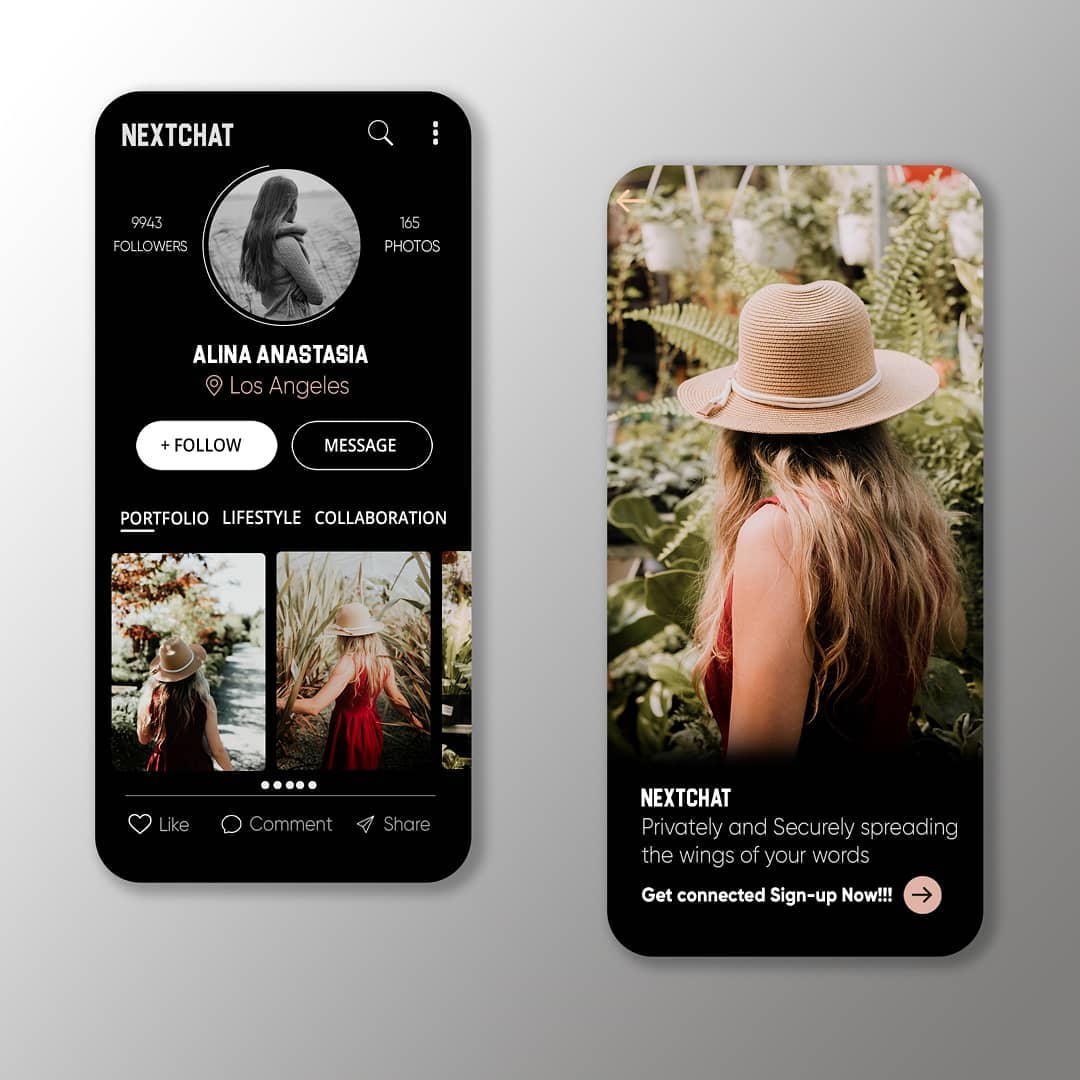 NEXTCHAT
9943
FOLLOWERS
165
PHOTOS
ALINA ANASTASIA
Los Angeles
+ FOLLOW
MESSAGE
PORTFOLIO LIFESTYLE COLLABORATION
Like Comment Share
NEXTCHAT
Privately and Securely spreading
the wings of your words
Get connected Sign-up Now!!!